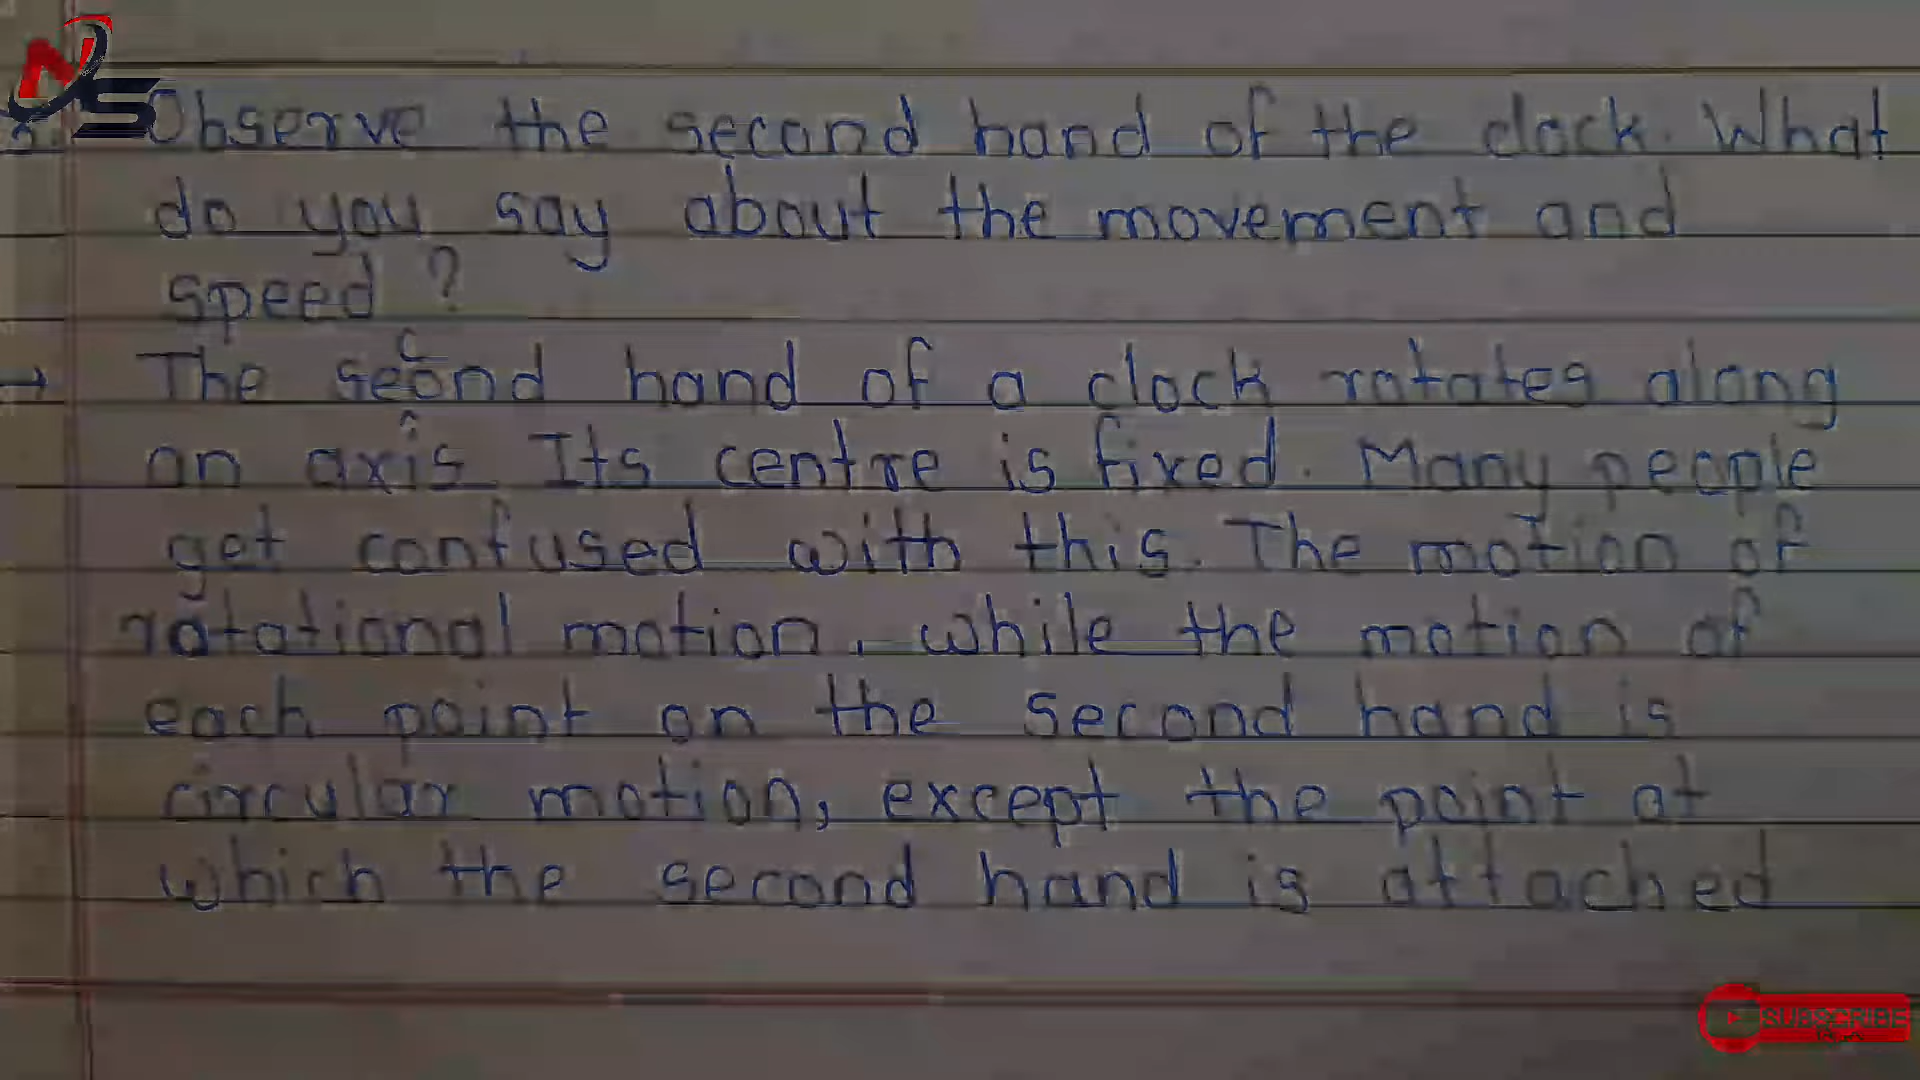 NS
Observe the second hand of the clock. What
do you say about the movement and
speed ?
→ The second hand of a clock rotates along
an axis Its centre is fixed. Many people
get confused with this. The motion of
rotational motion. while the motion of
each point on the second hand is
circular motion, except the point at
which the second hand is attached
SUBSCRIBE